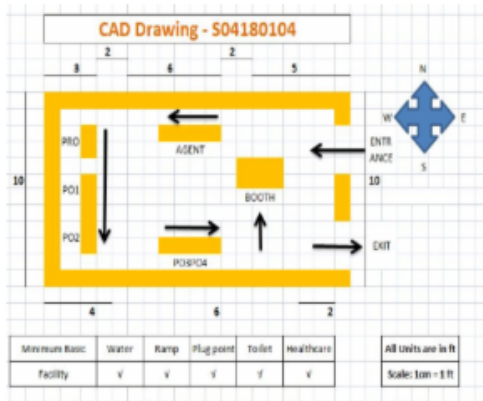 CAD Drawing - S04180104
2 2
3 6 5
N
W E
S
PRO
AGENT
ENTR
ANCE
10 PO1 10
BOOTH
PO2
PO3PO4
EXIT
4 6 2
Minimum Basic Water Ramp Plug point Toilet Healthcare
Facility √ √ √ √ √
All Units are in ft
Scale: 1cm = 1 ft